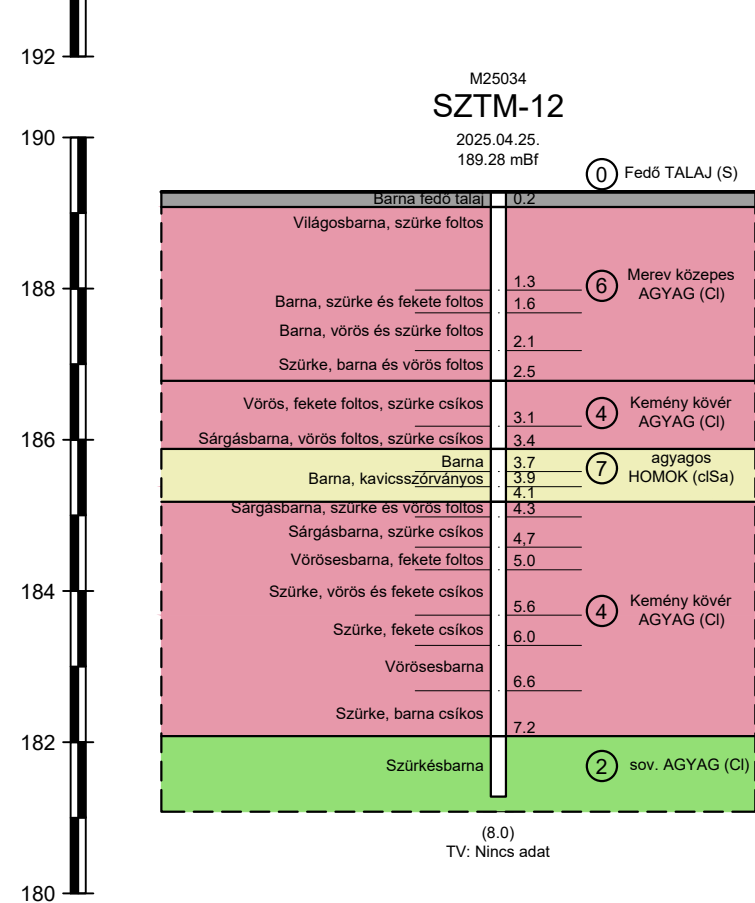 192
M25034
SZTM-12
2025.04.25.
189.28 mBf
190
0 Fedő TALAJ (S)
Barna fedő talaj 0.2
Világosbarna, szürke foltos
1.3
188
6 Merev közepes
AGYAG (Cl)
Barna, szürke és fekete foltos 1.6
Barna, vörös és szürke foltos
2.1
Szürke, barna és vörös foltos
2.5
Vörös, fekete foltos, szürke csíkos
3.1
4 Kemény kövér
AGYAG (Cl)
186
Sárgásbarna, vörös foltos, szürke csíkos 3.4
Barna 3.7
7 agyagos
HOMOK (clSa)
Barna, kavicsszórványos 3.9
4.1
Sárgásbarna, szürke és vörös foltos 4.3
Sárgásbarna, szürke csíkos 4,7
Vörösesbarna, fekete foltos 5.0
184
Szürke, vörös és fekete csíkos
5.6
4 Kemény kövér
AGYAG (Cl)
Szürke, fekete csíkos 6.0
Vörösesbarna
6.6
Szürke, barna csíkos
7.2
182
Szürkésbarna
2 sov. AGYAG (Cl)
(8.0)
TV: Nincs adat
180